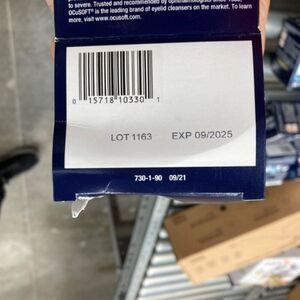 to severe. Trusted and recommended by ophthalmologists since
OCuSOFT® is the leading brand of eyelid cleansers on the market. To learn
more, visit www.ocusoft.com.
0 15718 10330 1
LOT 1163 EXP 09/2025
730-1-90 09/21